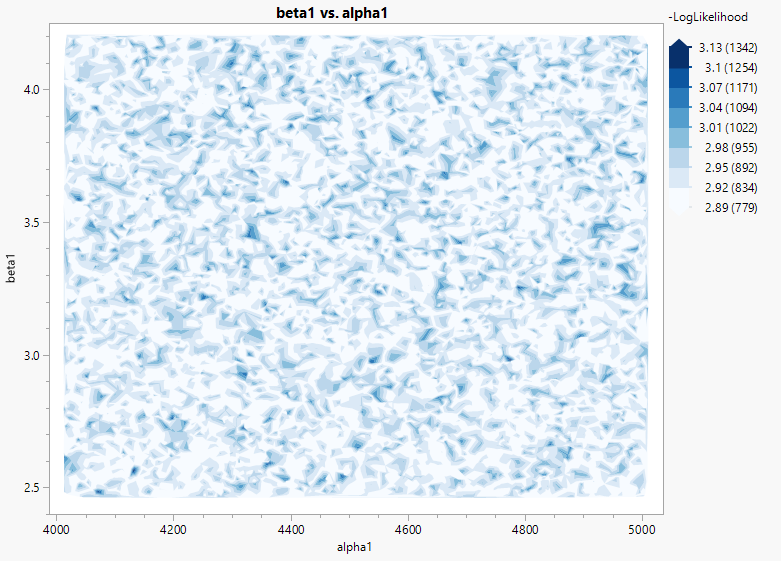 beta1 vs. alpha1
-LogLikelihood
3.13 (1342)
3.1 (1254)
3.07 (1171)
3.04 (1094)
3.01 (1022)
2.98 (955)
2.95 (892)
2.92 (834)
2.89 (779)
beta1
4.0
3.5
3.0
2.5
4000 4200 4400 4600 4800 5000
alpha1